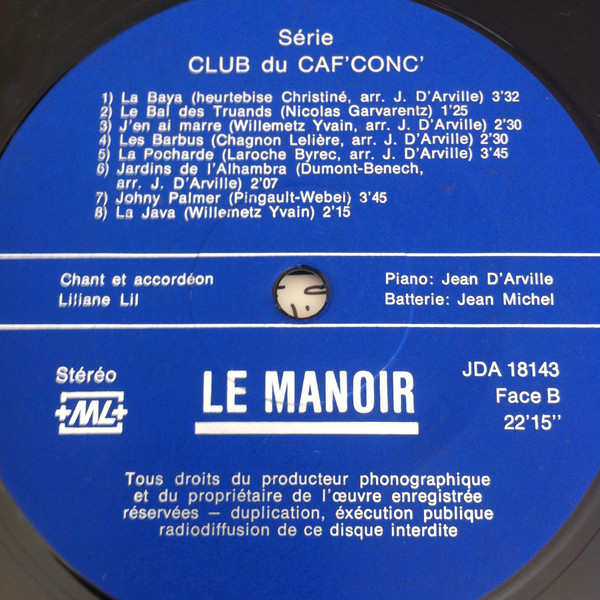 Série
CLUB du CAF'CONC'
1) La Baya (heurtebise Christiné, arr. J. D'Arville) 3'32
2) Le Bal des Truands (Nicolas Garvarentz) 1'25
3) J'en ai marre (Willemetz Yvain, arr. J. D'Arville) 2'30
4) Les Barbus (Chagnon Lelière, arr. J. D'Arville) 2'30
5) La Pocharde (Laroche Byrec, arr. J. D'Arville) 3'45
6) Jardins de l'Alhambra (Dumont-Benech,
arr. J. D'Arville) 2'07
7) Johny Palmer (Pingault-Webei) 3'45
8) La Java (Willemetz Yvain) 2'15
Chant et accordéon
Liliane Lil
Piano: Jean D'Arville
Batterie: Jean Michel
Stéréo
+ML+
LE MANOIR
JDA 18143
Face B
22'15''
Tous droits du producteur phonographique
et du propriétaire de l'œuvre enregistrée
réservées – duplication, éxécution publique
radiodiffusion de ce disque interdite